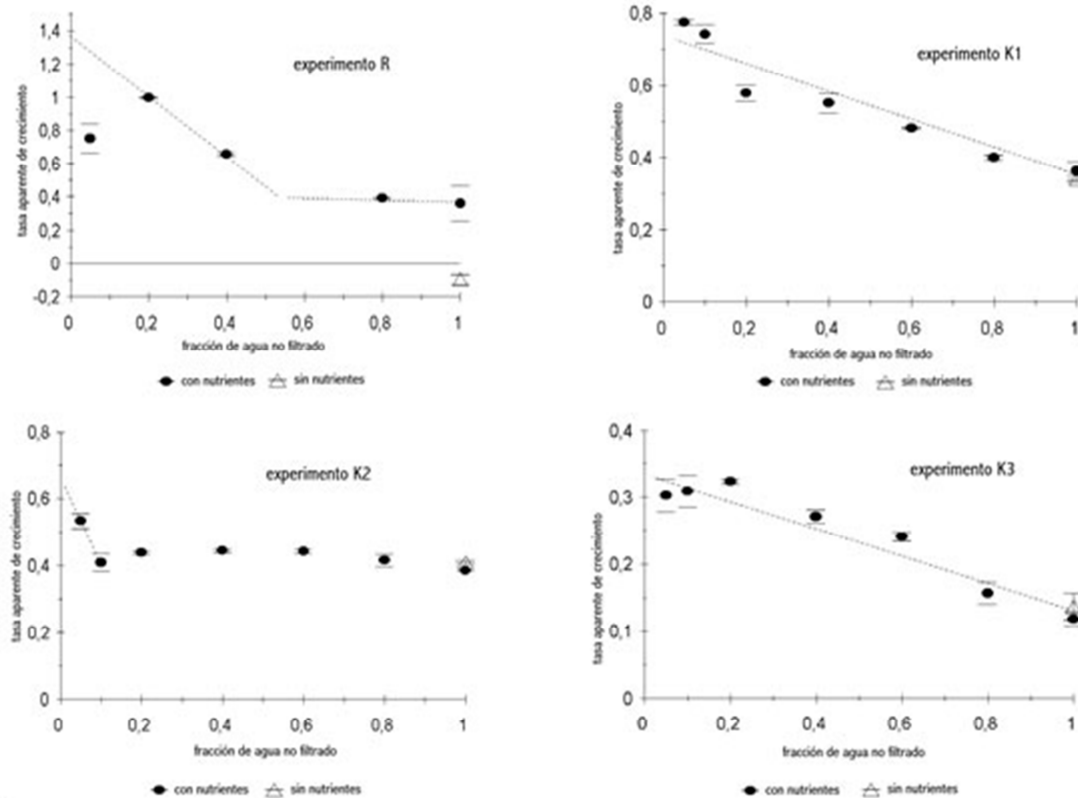 experimento R
tasa aparente de crecimiento
1,4
1,2
1
0,8
0,6
0,4
0,2
0
-0,2
0 0,2 0,4 0,6 0,8 1
fracción de agua no filtrado
con nutrientes sin nutrientes
experimento K1
tasa aparente de crecimiento
0,8
0,6
0,4
0,2
0
0 0,2 0,4 0,6 0,8 1
fracción de agua no filtrado
con nutrientes sin nutrientes
experimento K2
tasa aparente de crecimiento
0,8
0,6
0,4
0,2
0
0 0,2 0,4 0,6 0,8 1
fracción de agua no filtrado
con nutrientes sin nutrientes
experimento K3
tasa aparente de crecimiento
0,4
0,3
0,2
0,1
0
0 0,2 0,4 0,6 0,8 1
fracción de agua no filtrado
con nutrientes sin nutrientes